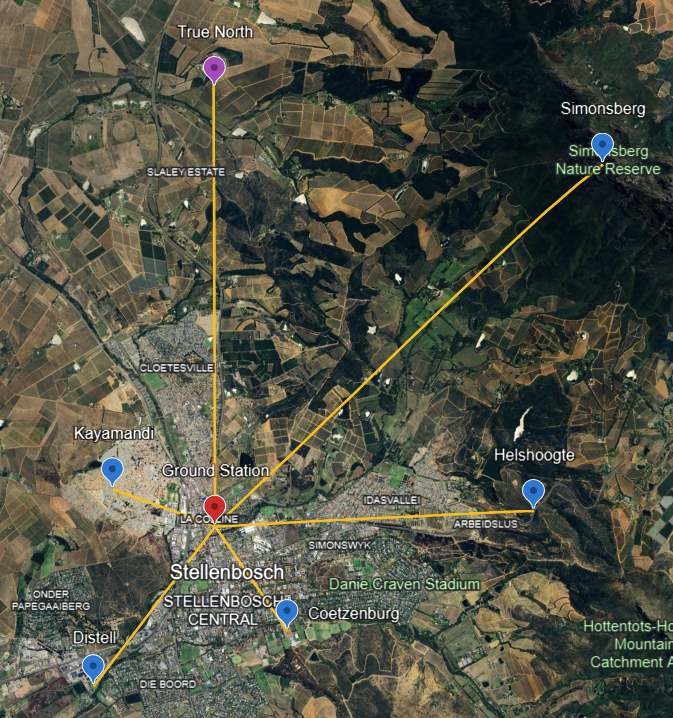 True North
Simonsberg
Simonsberg
Nature Reserve
SLALEY ESTATE
CLOETESVILLE
Kayamandi
Helshoogte
Ground Station
IDASVALLEI
LA COLLINE
ARBEIDSLUS
SIMONSWYK
Stellenbosch
Danie Craven Stadium
ONDER
PAPEGAAIBERG
STELLENBOSCH
CENTRAL
Coetzenburg
Hottentots-Ho
Mountain
Catchment A
Distell
DIE BOORD